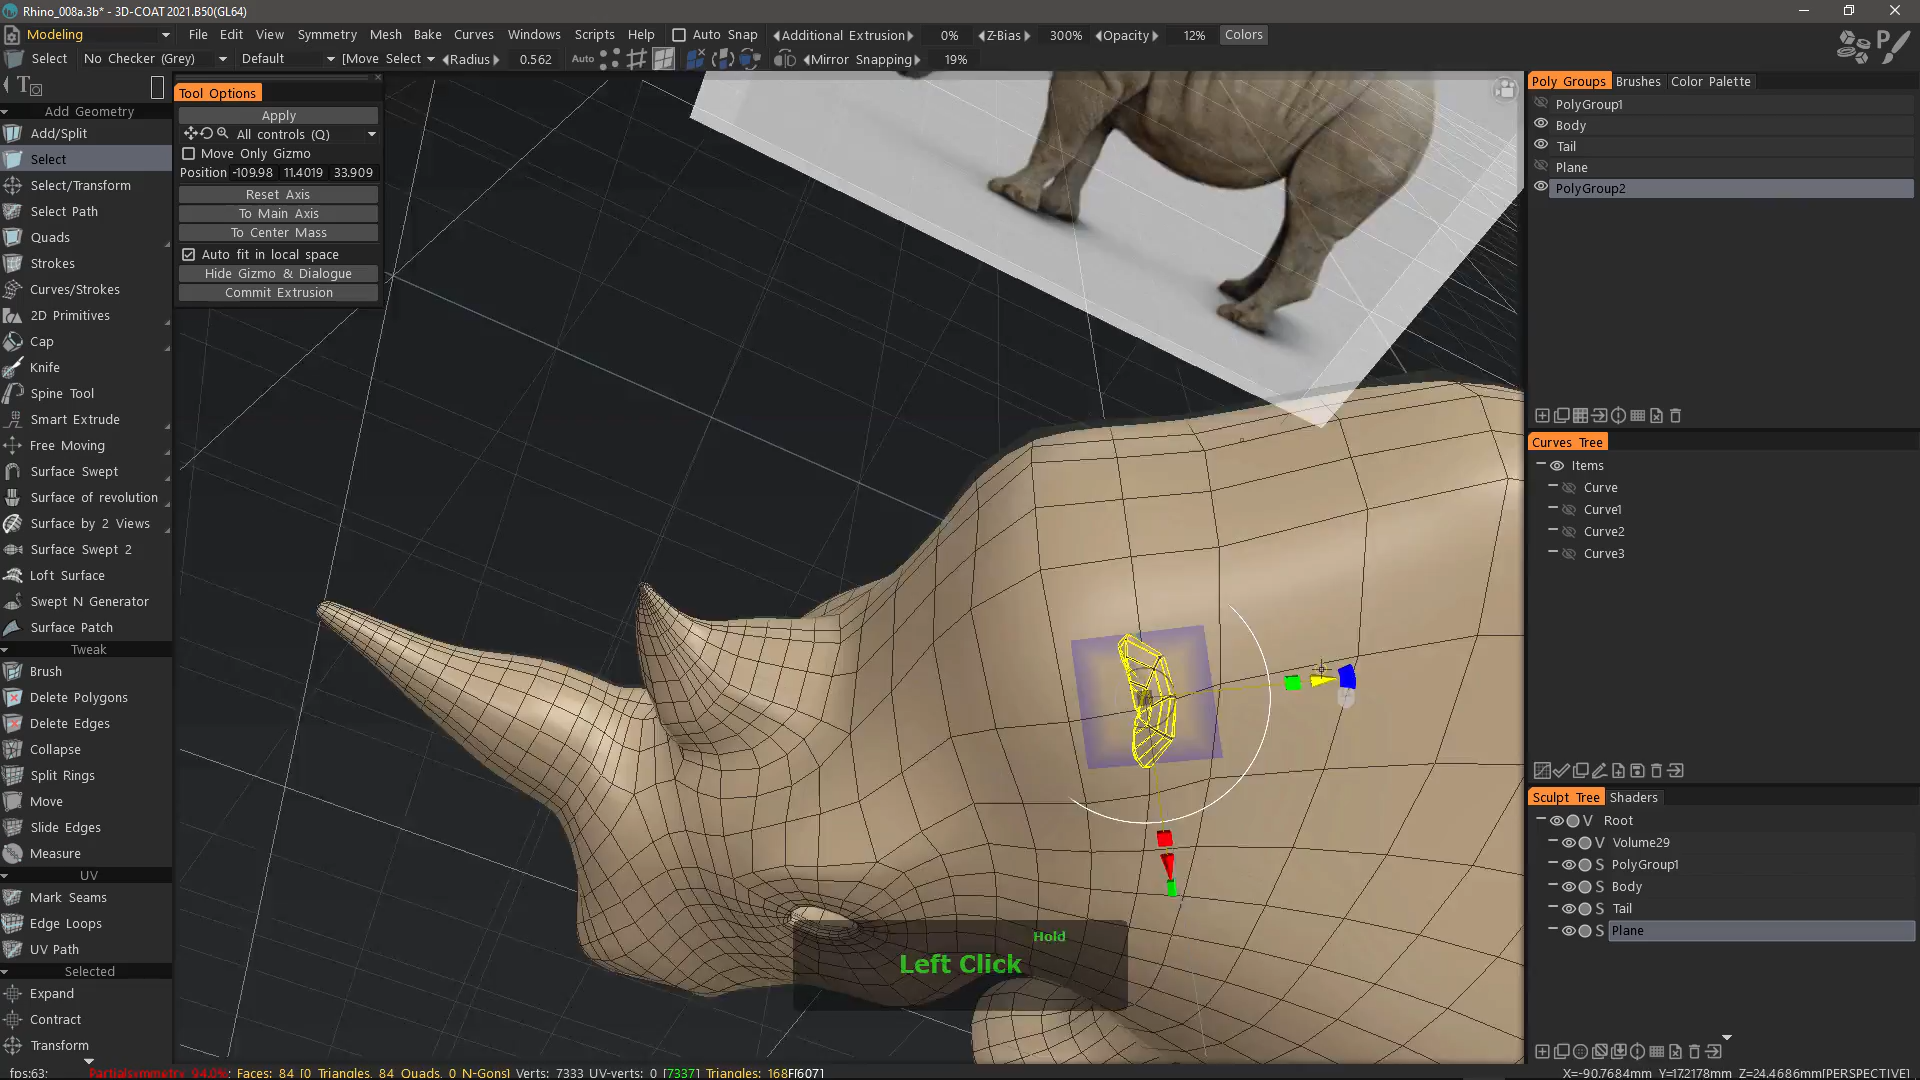 Rhino_008a.3b* - 3D-COAT 2021.B50(GL64)
Modeling File Edit View Symmetry Mesh Bake Curves Windows Scripts Help Auto Snap Additional Extrusion 0% Z-Bias 300% Opacity 12% Colors
Select No Checker (Grey) Default [Move Select Radius 0.562 Auto Mirror Snapping 19%
Tool Options
Apply
All controls (Q)
Move Only Gizmo
Position -109.98 11.4019 33.909
Reset Axis
To Main Axis
To Center Mass
Auto fit in local space
Hide Gizmo & Dialogue
Commit Extrusion
Add Geometry
Add/Split
Select
Select/Transform
Select Path
Quads
Strokes
Curves/Strokes
2D Primitives
Cap
Knife
Spine Tool
Smart Extrude
Free Moving
Surface Swept
Surface of revolution
Surface by 2 Views
Surface Swept 2
Loft Surface
Swept N Generator
Surface Patch
Tweak
Brush
Delete Polygons
Delete Edges
Collapse
Split Rings
Move
Slide Edges
Measure
UV
Mark Seams
Edge Loops
UV Path
Selected
Expand
Contract
Transform
Hold
Left Click
Poly Groups Brushes Color Palette
PolyGroup1
Body
Tail
Plane
PolyGroup2
Curves Tree
Items
Curve
Curve1
Curve2
Curve3
Sculpt Tree Shaders
V Root
V Volume29
S PolyGroup1
S Body
S Tail
S Plane
fps:63; Partialsymmetry 94.0%; Faces: 84 [0 Triangles, 84 Quads, 0 N-Gons] Verts: 7333 UV-verts: 0 [7337] Triangles: 168F[607] X=-90.7684mm Y=17.2178mm Z=24.4686mm[PERSPECTIVE]